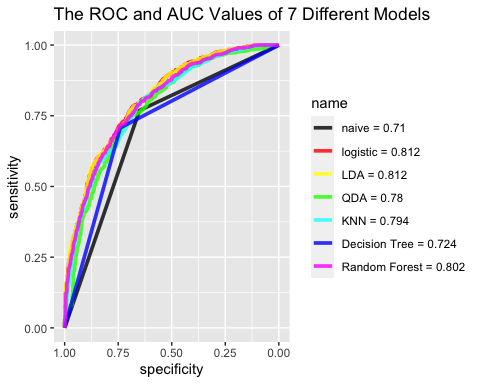 The ROC and AUC Values of 7 Different Models
1.00
0.75
0.50
0.25
0.00
sensitivity
1.00 0.75 0.50 0.25 0.00
specificity
name
naive = 0.71
logistic = 0.812
LDA = 0.812
QDA = 0.78
KNN = 0.794
Decision Tree = 0.724
Random Forest = 0.802